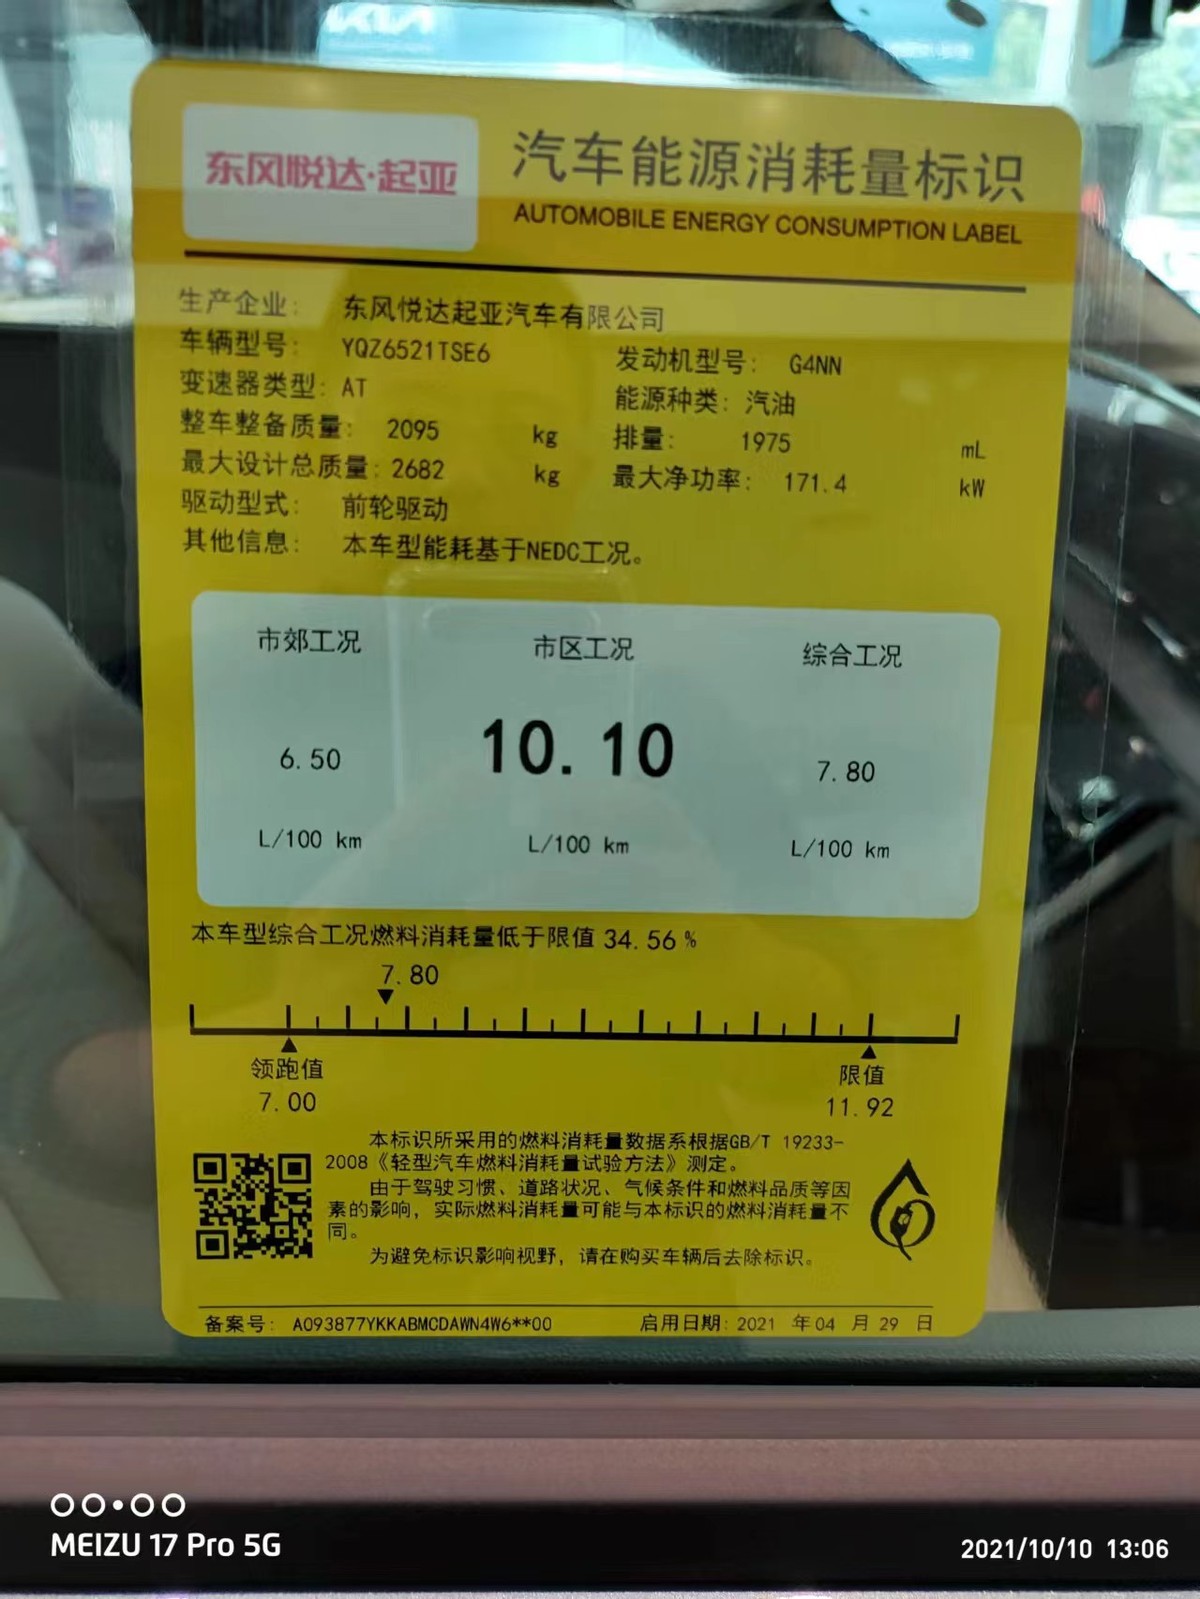 KIA
东风悦达·起亚
汽车能源消耗量标识
AUTOMOBILE ENERGY CONSUMPTION LABEL
生产企业: 东风悦达起亚汽车有限公司
车辆型号: YQZ6521TSE6 发动机型号: G4NN
变速器类型: AT 能源种类: 汽油
整车整备质量: 2095 kg 排量: 1975 mL
最大设计总质量: 2682 kg 最大净功率: 171.4 kW
驱动型式: 前轮驱动
其他信息: 本车型能耗基于NEDC工况。
市郊工况 市区工况 综合工况
6.50 10.10 7.80
L/100 km L/100 km L/100 km
本车型综合工况燃料消耗量低于限值 34.56 %
7.80
领跑值 限值
7.00 11.92
本标识所采用的燃料消耗量数据系根据GB/T 19233-
2008《轻型汽车燃料消耗量试验方法》测定。
由于驾驶习惯、道路状况、气候条件和燃料品质等因
素的影响，实际燃料消耗量可能与本标识的燃料消耗量不
同。
为避免标识影响视野，请在购买车辆后去除标识。
备案号: A093877YKKABMCDAWN4W6**00 启用日期: 2021 年 04 月 29 日
MEIZU 17 Pro 5G
2021/10/10 13:06